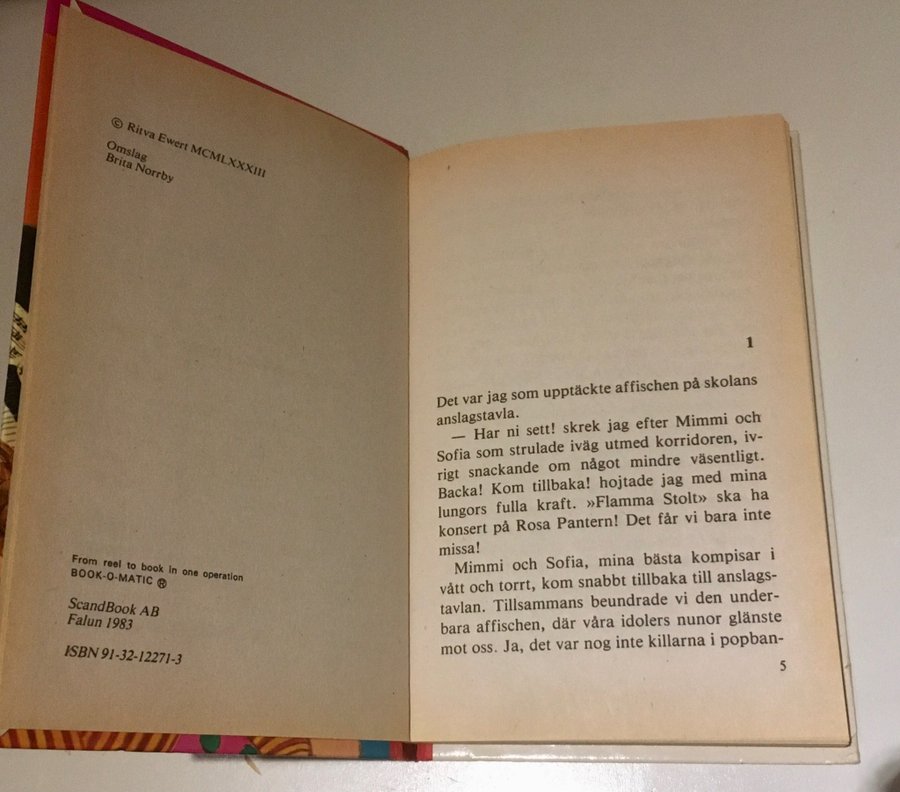 © Ritva Ewert MCMLXXXIII
Omslag
Brita Norrby
From reel to book in one operation
BOOK-O-MATIC ®
ScandBook AB
Falun 1983
ISBN 91-32-12271-3
1
Det var jag som upptäckte affischen på skolans
anslagstavla.
— Har ni sett! skrek jag efter Mimmi och
Sofia som strulade iväg utmed korridoren, iv-
rigt snackande om något mindre väsentligt.
Backa! Kom tillbaka! hojtade jag med mina
lungors fulla kraft. »Flamma Stolt» ska ha
konsert på Rosa Pantern! Det får vi bara inte
missa!
Mimmi och Sofia, mina bästa kompisar i
vått och torrt, kom snabbt tillbaka till anslags-
tavlan. Tillsammans beundrade vi den under-
bara affischen, där våra idolers nunor glänste
mot oss. Ja, det var nog inte killarna i popban-
5